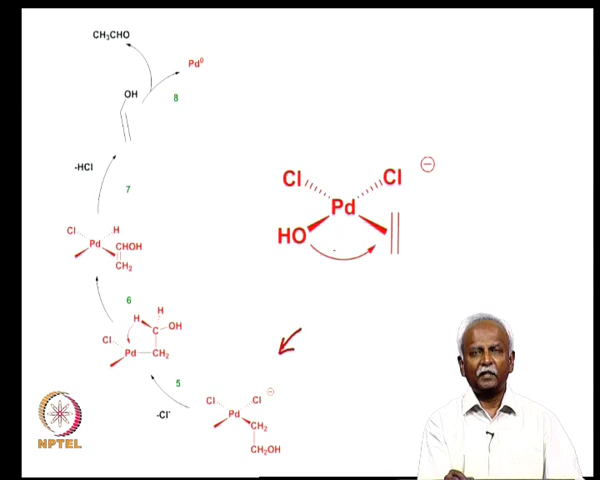 CH₃CHO
Pd⁰
8
OH
-HCl
7
Cl
H
Pd
CHOH
CH₂
6
H
H
C
OH
Cl
Pd
CH₂
5
-Cl⁻
Cl
Cl
⊖
Pd
CH₂
CH₂OH
Cl
Cl
⊖
Pd
HO
NPTEL